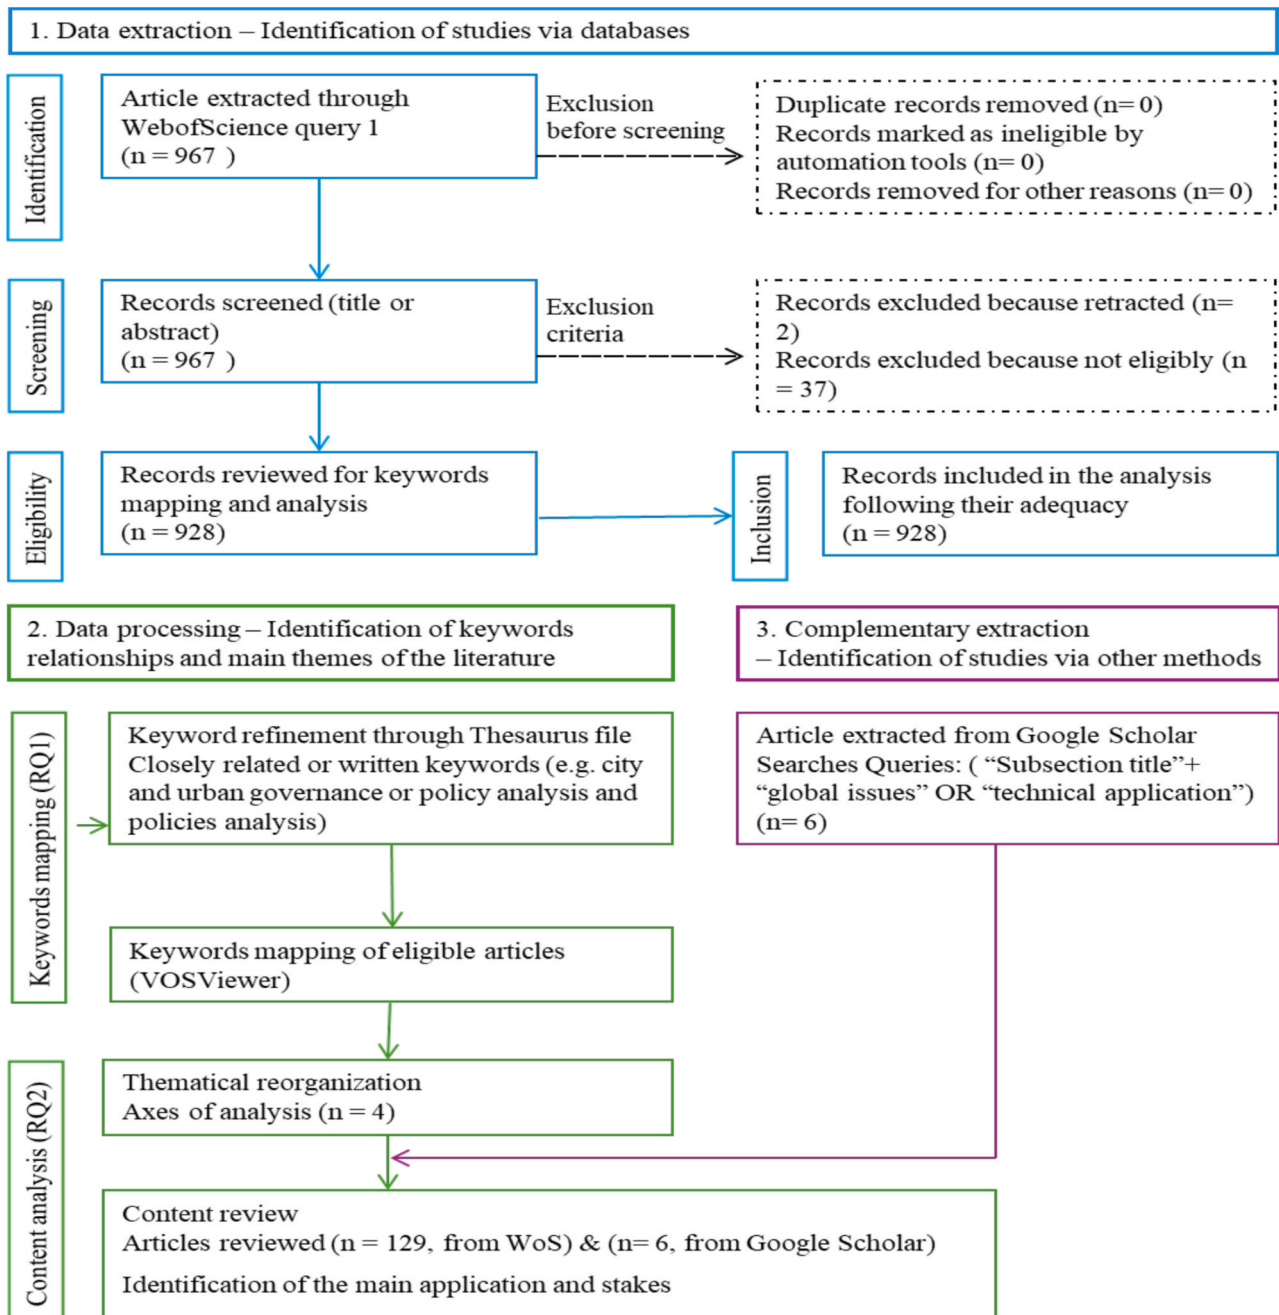 1. Data extraction – Identification of studies via databases
Identification
Article extracted through
WebofScience query 1
(n = 967 )
Exclusion
before screening
Duplicate records removed (n= 0)
Records marked as ineligible by
automation tools (n= 0)
Records removed for other reasons (n= 0)
Screening
Records screened (title or
abstract)
(n = 967 )
Exclusion
criteria
Records excluded because retracted (n=
2)
Records excluded because not eligibly (n
= 37)
Eligibility
Records reviewed for keywords
mapping and analysis
(n = 928)
Inclusion
Records included in the analysis
following their adequacy
(n = 928)
2. Data processing – Identification of keywords
relationships and main themes of the literature
3. Complementary extraction
– Identification of studies via other methods
Keywords mapping (RQ1)
Keyword refinement through Thesaurus file
Closely related or written keywords (e.g. city
and urban governance or policy analysis and
policies analysis)
Article extracted from Google Scholar
Searches Queries: ( “Subsection title”+
“global issues” OR “technical application”)
(n= 6)
Keywords mapping of eligible articles
(VOSViewer)
Content analysis (RQ2)
Thematical reorganization
Axes of analysis (n = 4)
Content review
Articles reviewed (n = 129, from WoS) & (n= 6, from Google Scholar)
Identification of the main application and stakes